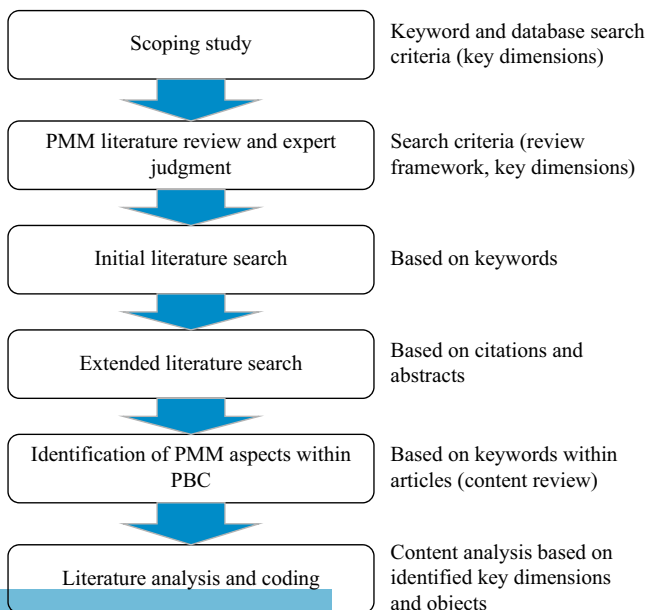 Scoping study
Keyword and database search
criteria (key dimensions)
PMM literature review and expert
judgment
Search criteria (review
framework, key dimensions)
Initial literature search
Based on keywords
Extended literature search
Based on citations and
abstracts
Identification of PMM aspects within
PBC
Based on keywords within
articles (content review)
Literature analysis and coding
Content analysis based on
identified key dimensions
and objects